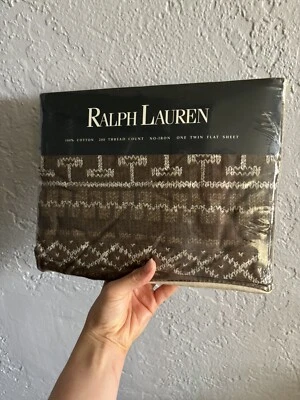 RALPH LAUREN
100% COTTON 200 THREAD COUNT NO-IRON ONE TWIN FLAT SHEET